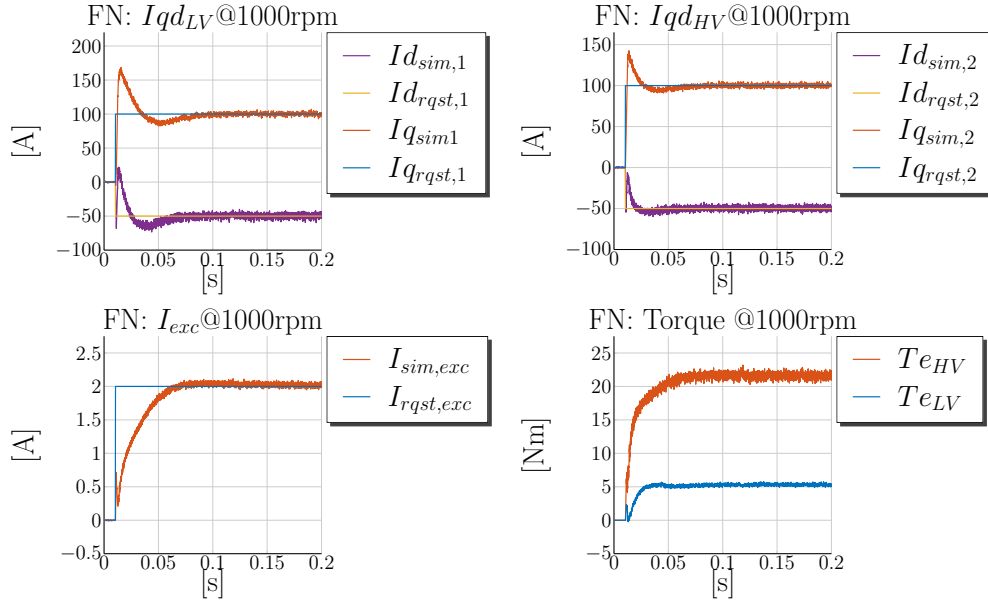 FN: Iqd_LV@1000rpm
[A]
200
150
100
50
0
−50
−100
0
0.05
0.1
0.15
0.2
[s]
Id_sim,1
Id_rqst,1
Iq_sim1
Iq_rqst,1
FN: Iqd_HV@1000rpm
[A]
150
100
50
0
−50
−100
0
0.05
0.1
0.15
0.2
[s]
Id_sim,2
Id_rqst,2
Iq_sim,2
Iq_rqst,2
FN: I_exc@1000rpm
[A]
2.5
2
1.5
1
0.5
0
−0.5
0
0.05
0.1
0.15
0.2
[s]
I_sim,exc
I_rqst,exc
FN: Torque @1000rpm
[Nm]
25
20
15
10
5
0
−5
0
0.05
0.1
0.15
0.2
[s]
Te_HV
Te_LV